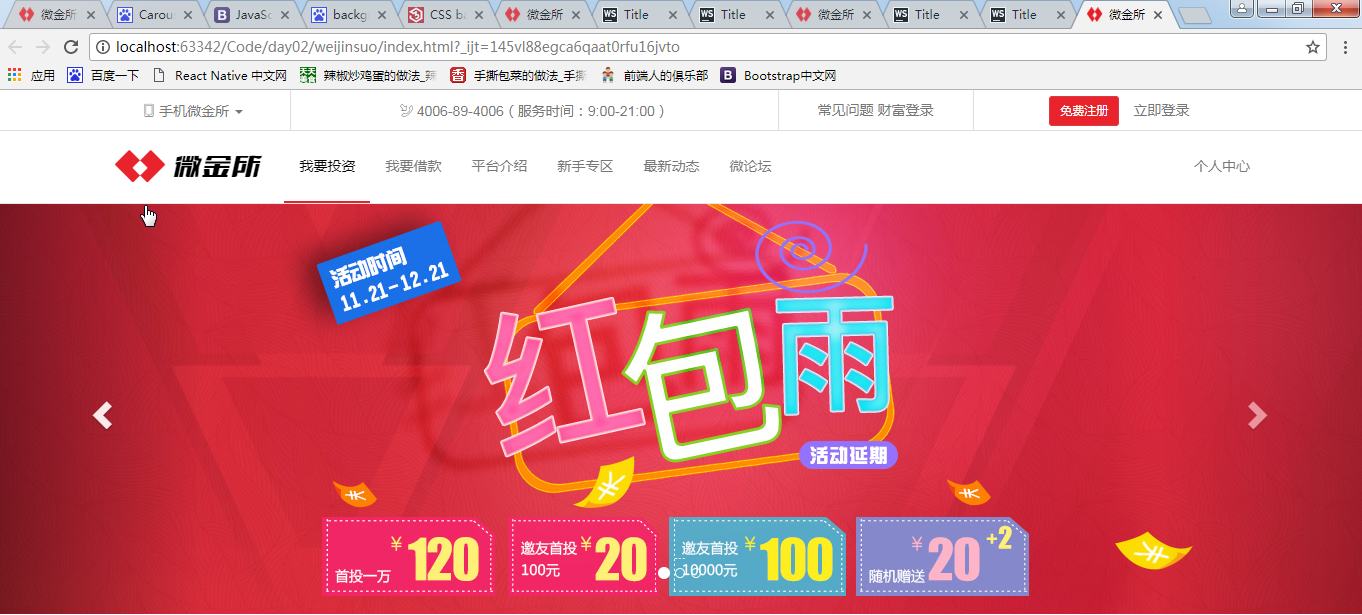 微金所 Carou JavaSc backg CSS ba 微金所 Title Title 微金所 Title Title 微金所
localhost:63342/Code/day02/weijinsuo/index.html?_ijt=145vl88egca6qaat0rfu16jvto
应用 百度一下 React Native 中文网 辣椒炒鸡蛋的做法_辣 手撕包菜的做法_手撕 前端人的俱乐部 Bootstrap中文网
手机微金所 4006-89-4006 ( 服务时间：9:00-21:00 ) 常见问题 财富登录 免费注册 立即登录
微金所 我要投资 我要借款 平台介绍 新手专区 最新动态 微论坛 个人中心
活动时间
11.21-12.21
红包雨
活动延期
首投一万 ￥120
邀友首投 100元 ￥20
邀友首投 10000元 ￥100
随机赠送 ￥20 +2